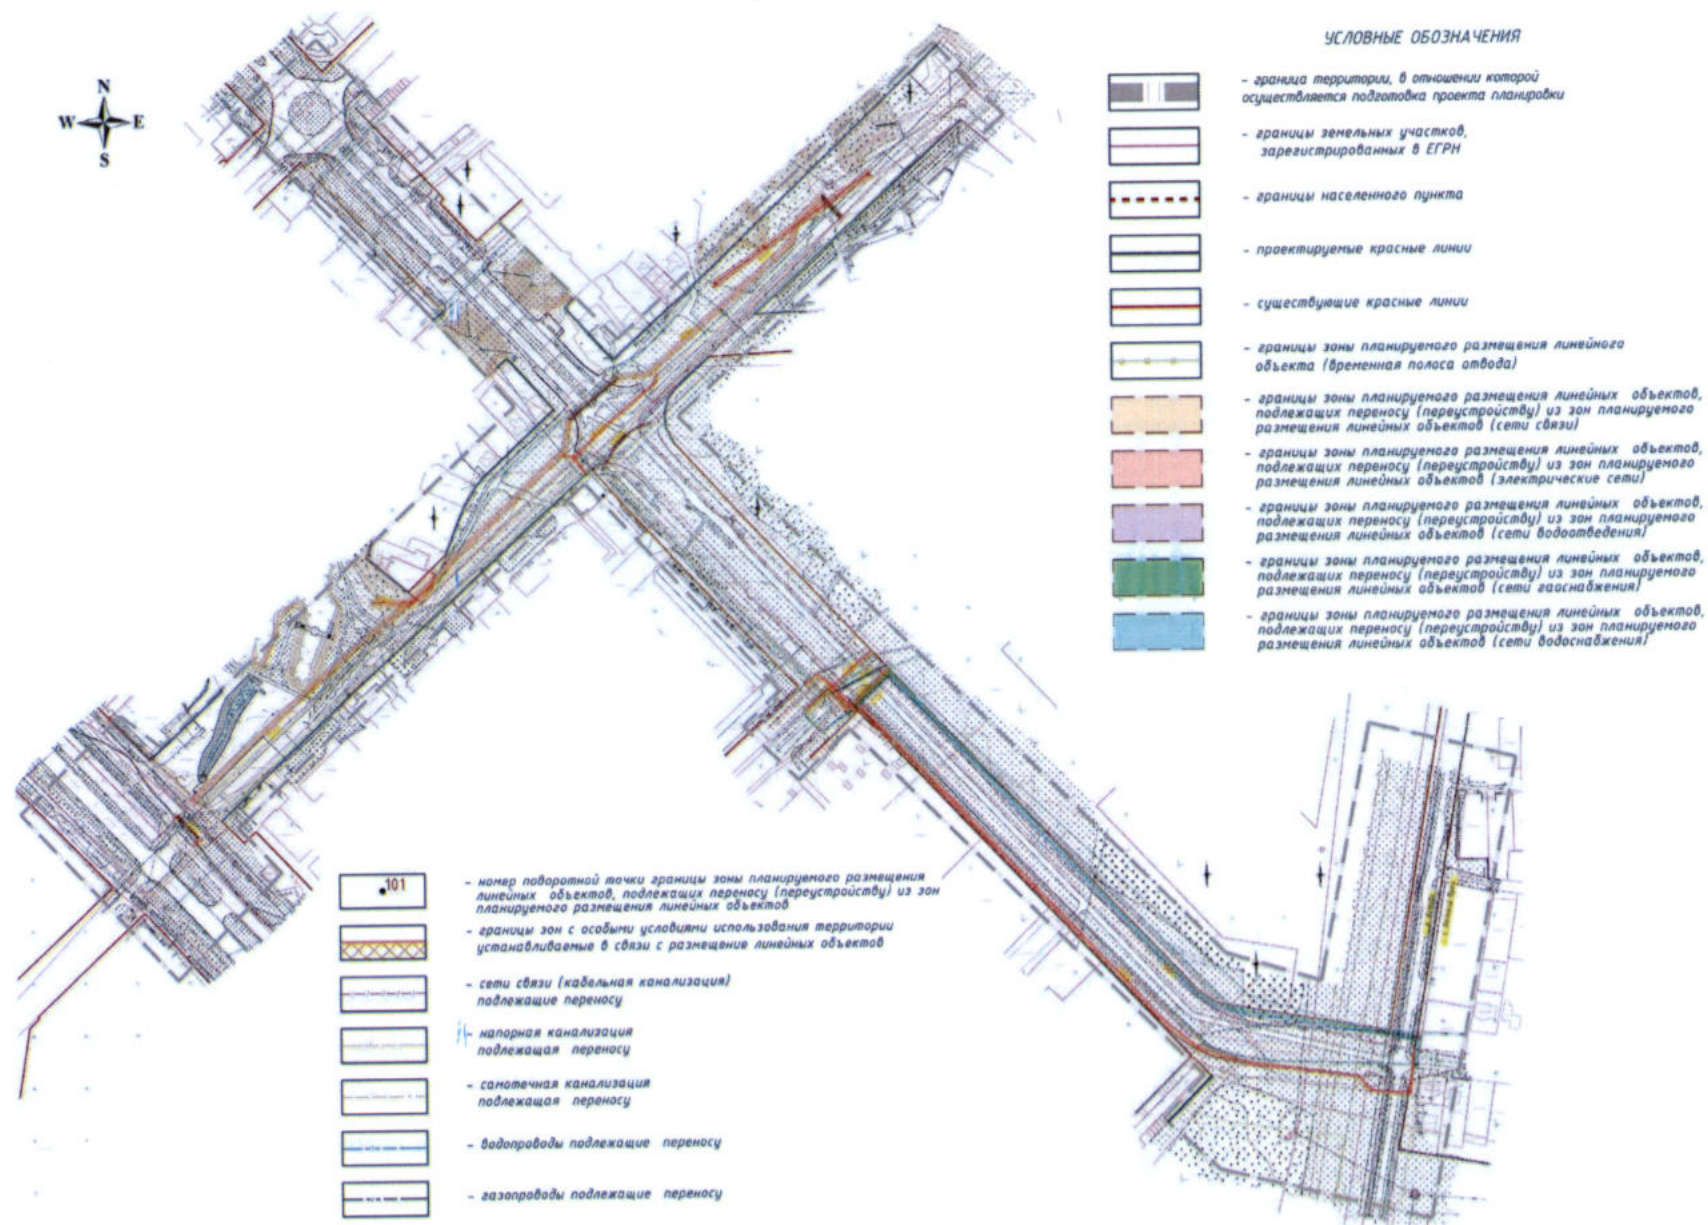 УСЛОВНЫЕ ОБОЗНАЧЕНИЯ
N
W E
S
- граница территории, в отношении которой
осуществляется подготовка проекта планировки
- границы земельных участков,
зарегистрированных в ЕГРН
- границы населенного пункта
- проектируемые красные линии
- существующие красные линии
- границы зоны планируемого размещения линейного
объекта (временная полоса отвода)
- границы зоны планируемого размещения линейных объектов,
подлежащих переносу (переустройству) из зон планируемого
размещения линейных объектов (сети связи)
- границы зоны планируемого размещения линейных объектов,
подлежащих переносу (переустройству) из зон планируемого
размещения линейных объектов (электрические сети)
- границы зоны планируемого размещения линейных объектов,
подлежащих переносу (переустройству) из зон планируемого
размещения линейных объектов (сети водоотведения)
- границы зоны планируемого размещения линейных объектов,
подлежащих переносу (переустройству) из зон планируемого
размещения линейных объектов (сети гаоснабжения)
- границы зоны планируемого размещения линейных объектов,
подлежащих переносу (переустройству) из зон планируемого
размещения линейных объектов (сети водоснабжения)
101
- номер поворотной точки границы зоны планируемого размещения
линейных объектов, подлежащих переносу (переустройству) из зон
планируемого размещения линейных объектов
- границы зон с особыми условиями использования территории
устанавливаемые в связи с размещение линейных объектов
- сети связи (кабельная канализация)
подлежащие переносу
- напорная канализация
подлежащая переносу
- самотечная канализация
подлежащая переносу
- водопроводы подлежащие переносу
- газопроводы подлежащие переносу